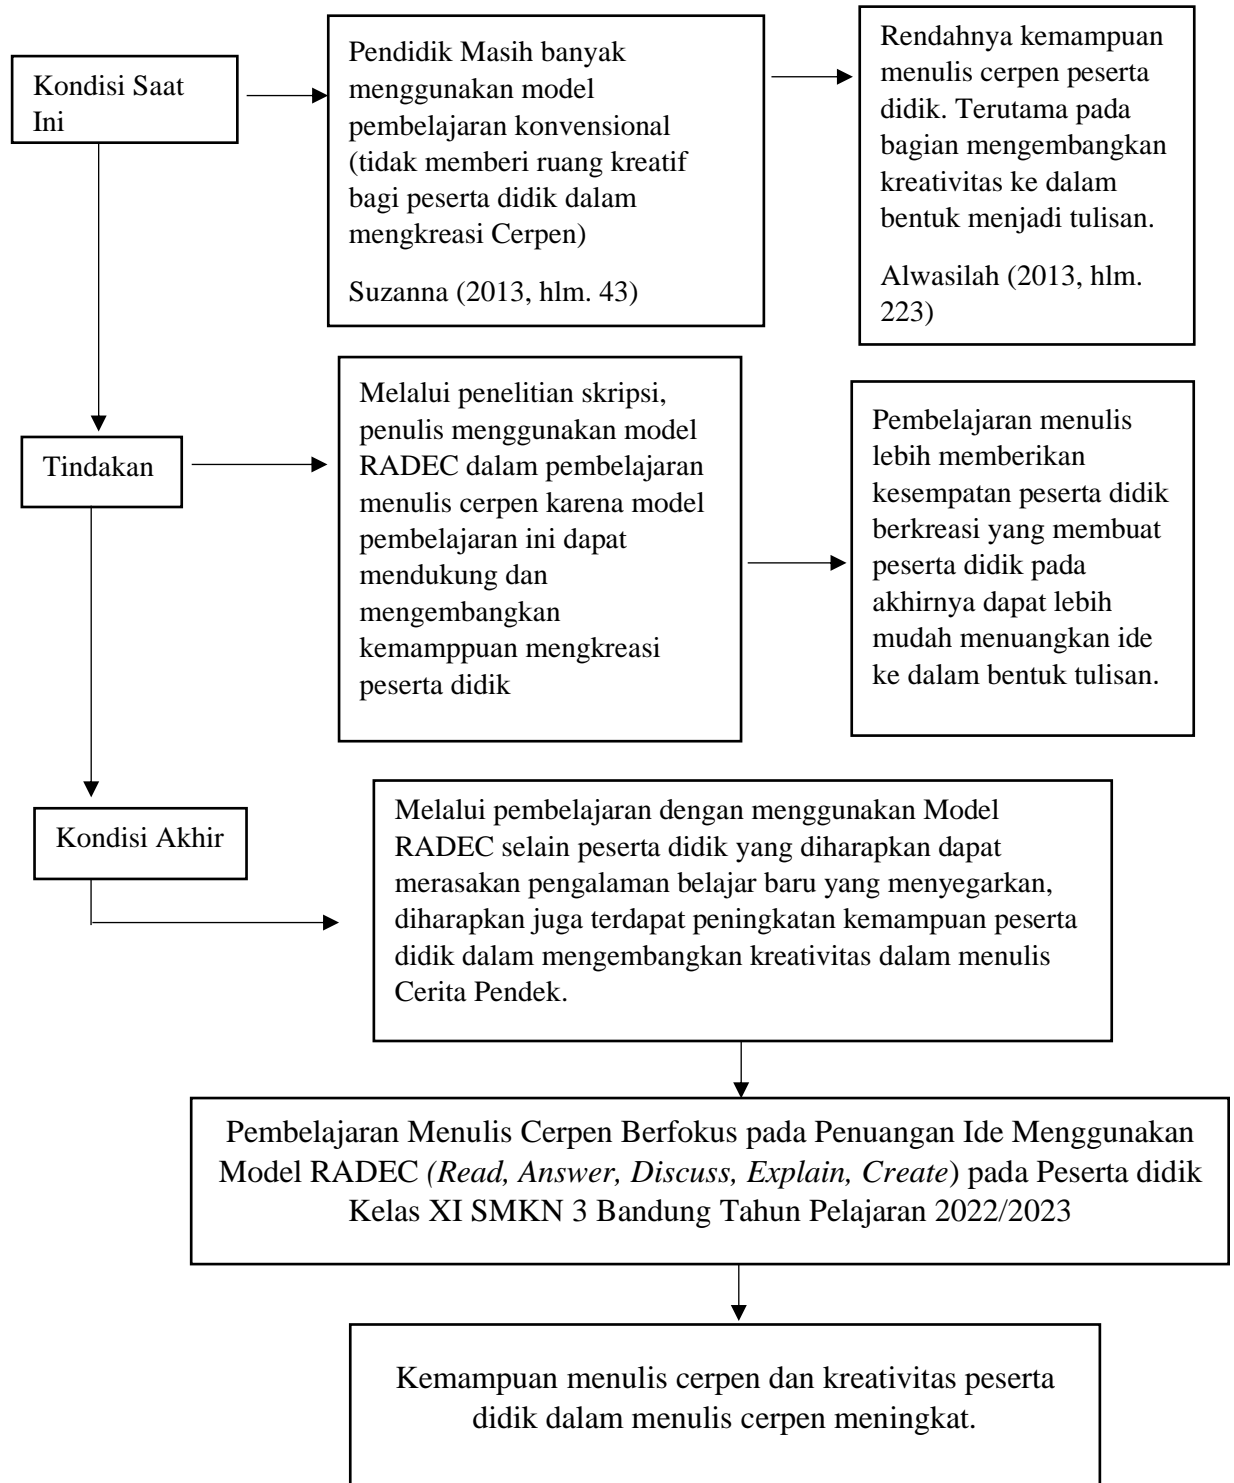 Kondisi Saat
Ini
Pendidik Masih banyak
menggunakan model
pembelajaran konvensional
(tidak memberi ruang kreatif
bagi peserta didik dalam
mengkreasi Cerpen)
Suzanna (2013, hlm. 43)
Rendahnya kemampuan
menulis cerpen peserta
didik. Terutama pada
bagian mengembangkan
kreativitas ke dalam
bentuk menjadi tulisan.
Alwasilah (2013, hlm.
223)
Tindakan
Melalui penelitian skripsi,
penulis menggunakan model
RADEC dalam pembelajaran
menulis cerpen karena model
pembelajaran ini dapat
mendukung dan
mengembangkan
kemamppuan mengkreasi
peserta didik
Pembelajaran menulis
lebih memberikan
kesempatan peserta didik
berkreasi yang membuat
peserta didik pada
akhirnya dapat lebih
mudah menuangkan ide
ke dalam bentuk tulisan.
Kondisi Akhir
Melalui pembelajaran dengan menggunakan Model
RADEC selain peserta didik yang diharapkan dapat
merasakan pengalaman belajar baru yang menyegarkan,
diharapkan juga terdapat peningkatan kemampuan peserta
didik dalam mengembangkan kreativitas dalam menulis
Cerita Pendek.
Pembelajaran Menulis Cerpen Berfokus pada Penuangan Ide Menggunakan
Model RADEC (Read, Answer, Discuss, Explain, Create) pada Peserta didik
Kelas XI SMKN 3 Bandung Tahun Pelajaran 2022/2023
Kemampuan menulis cerpen dan kreativitas peserta
didik dalam menulis cerpen meningkat.